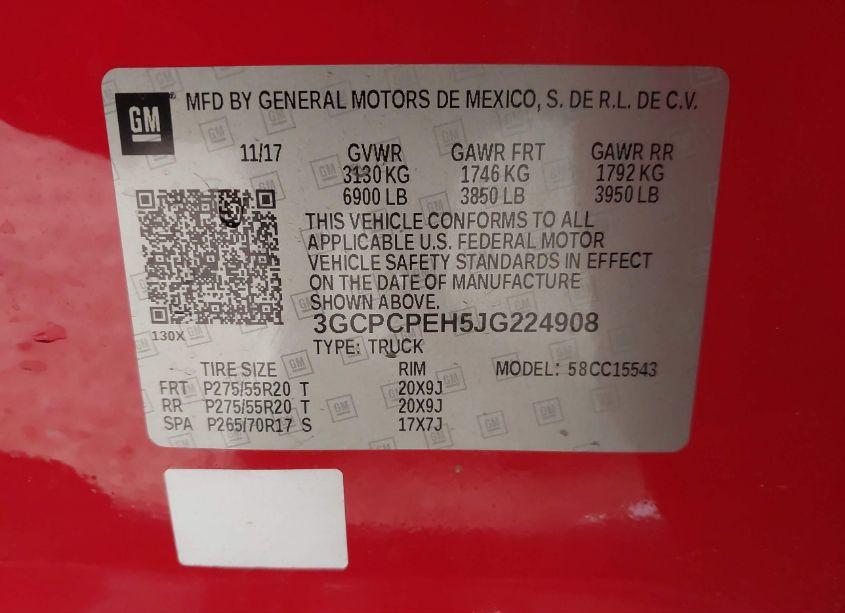 GM
MFD BY GENERAL MOTORS DE MEXICO, S. DE R.L. DE C.V.
11/17 GVWR GAWR FRT GAWR RR
3130 KG 1746 KG 1792 KG
6900 LB 3850 LB 3950 LB
THIS VEHICLE CONFORMS TO ALL
APPLICABLE U.S. FEDERAL MOTOR
VEHICLE SAFETY STANDARDS IN EFFECT
ON THE DATE OF MANUFACTURE
SHOWN ABOVE.
3GCPCPEH5JG224908
130X
TYPE: TRUCK
TIRE SIZE RIM MODEL: 58CC15543
FRT P275/55R20 T 20X9J
RR P275/55R20 T 20X9J
SPA P265/70R17 S 17X7J